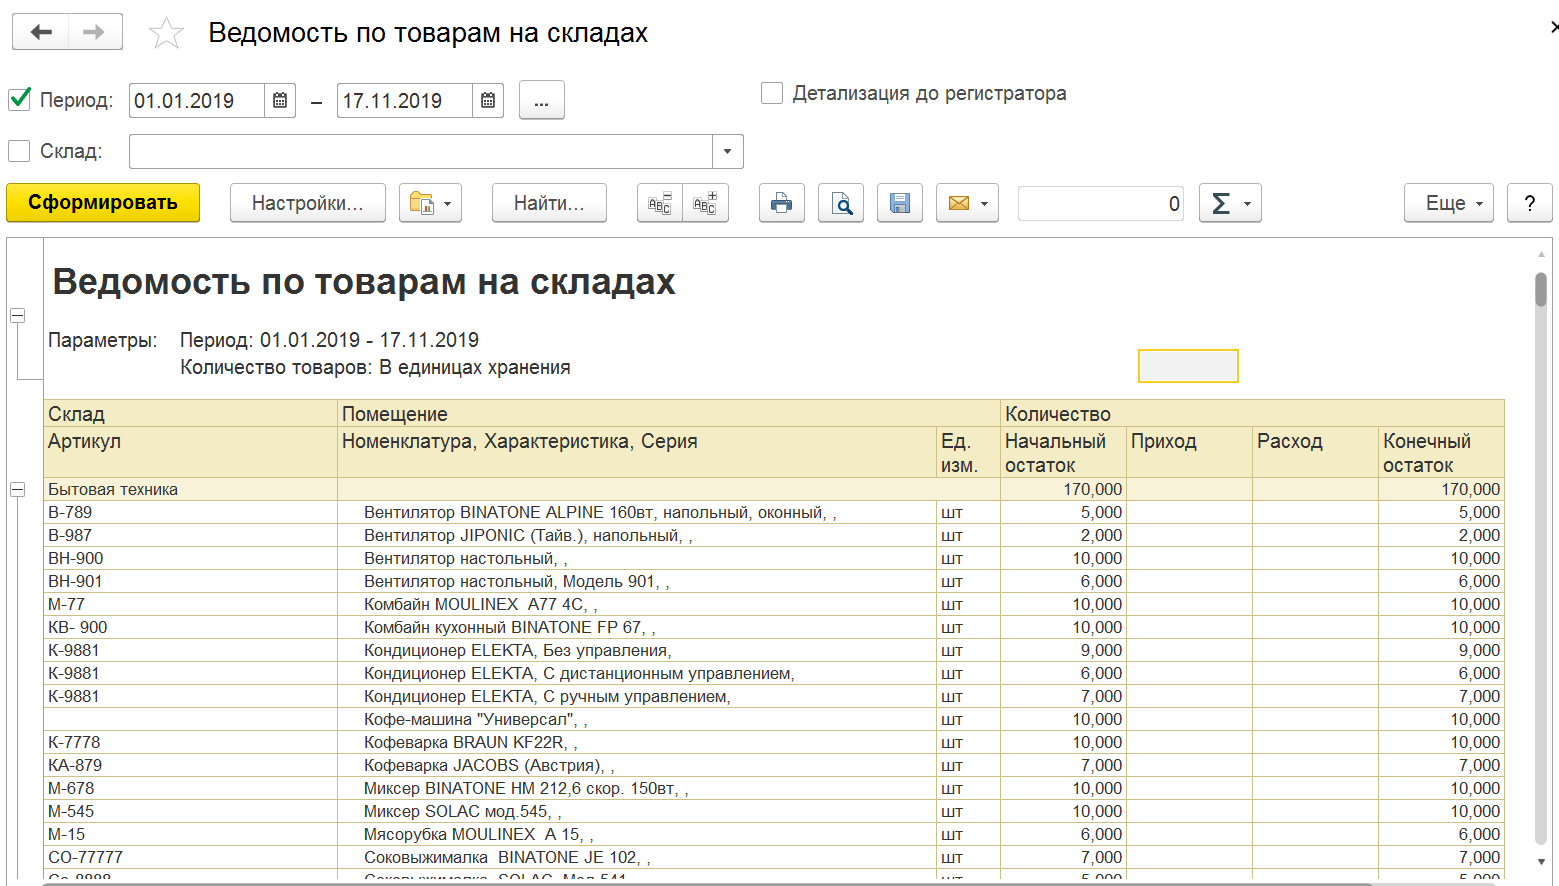 Ведомость по товарам на складах
Период: 01.01.2019 – 17.11.2019 ... Детализация до регистратора
Склад:
Сформировать Настройки... Найти... 0 Σ Еще ?
Ведомость по товарам на складах
Параметры: Период: 01.01.2019 - 17.11.2019
Количество товаров: В единицах хранения
Склад Помещение Количество
Артикул Номенклатура, Характеристика, Серия Ед. изм. Начальный остаток Приход Расход Конечный остаток
Бытовая техника 170,000 170,000
В-789 Вентилятор BINATONE ALPINE 160вт, напольный, оконный, , шт 5,000 5,000
В-987 Вентилятор JIPONIC (Тайв.), напольный, , шт 2,000 2,000
ВН-900 Вентилятор настольный, , шт 10,000 10,000
ВН-901 Вентилятор настольный, Модель 901, , шт 6,000 6,000
М-77 Комбайн MOULINEX  A77 4C, , шт 10,000 10,000
КВ- 900 Комбайн кухонный BINATONE FP 67, , шт 10,000 10,000
К-9881 Кондиционер ELEKTA, Без управления, шт 9,000 9,000
К-9881 Кондиционер ELEKTA, С дистанционным управлением, шт 6,000 6,000
К-9881 Кондиционер ELEKTA, С ручным управлением, шт 7,000 7,000
Кофе-машина "Универсал", , шт 10,000 10,000
К-7778 Кофеварка BRAUN KF22R, , шт 10,000 10,000
КА-879 Кофеварка JACOBS (Австрия), , шт 7,000 7,000
М-678 Миксер BINATONE HM 212,6 скор. 150вт, , шт 10,000 10,000
М-545 Миксер SOLAC мод.545, , шт 10,000 10,000
М-15 Мясорубка MOULINEX  A 15, , шт 6,000 6,000
СО-77777 Соковыжималка  BINATONE JE 102, , шт 7,000 7,000